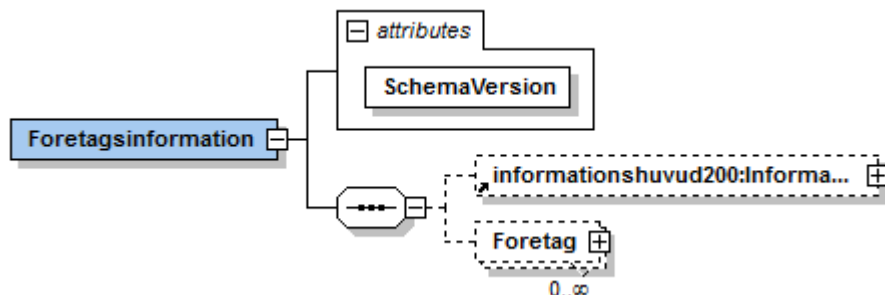 attributes
SchemaVersion
Foretagsinformation
informationshuvud200:Informa...
Foretag
0..∞